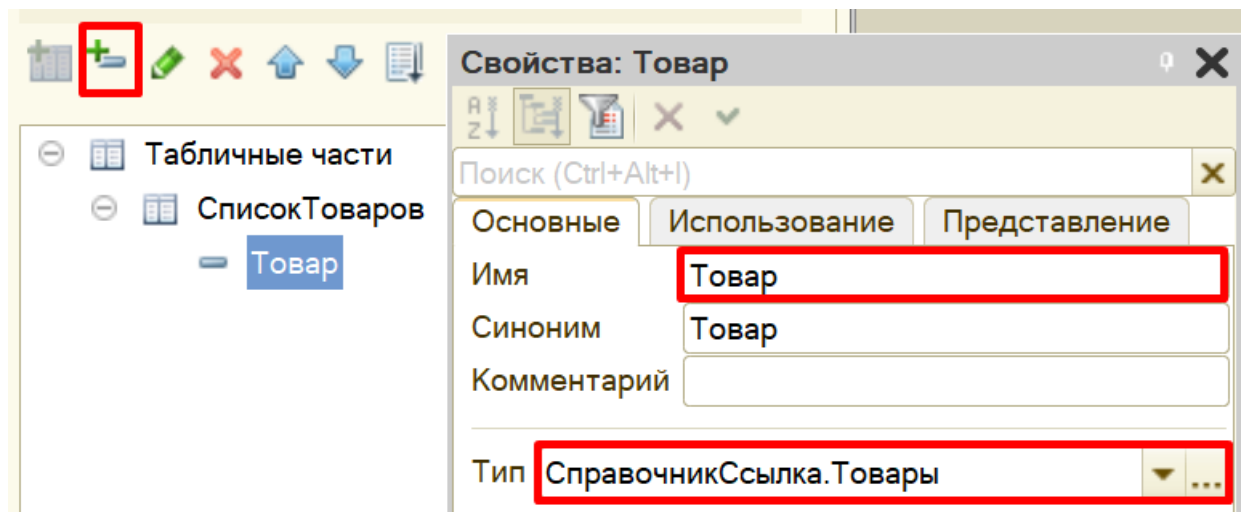 Свойства: Товар
Поиск (Ctrl+Alt+I)
Табличные части
СписокТоваров
Товар
Основные Использование Представление
Имя Товар
Синоним Товар
Комментарий
Тип СправочникСсылка.Товары ...